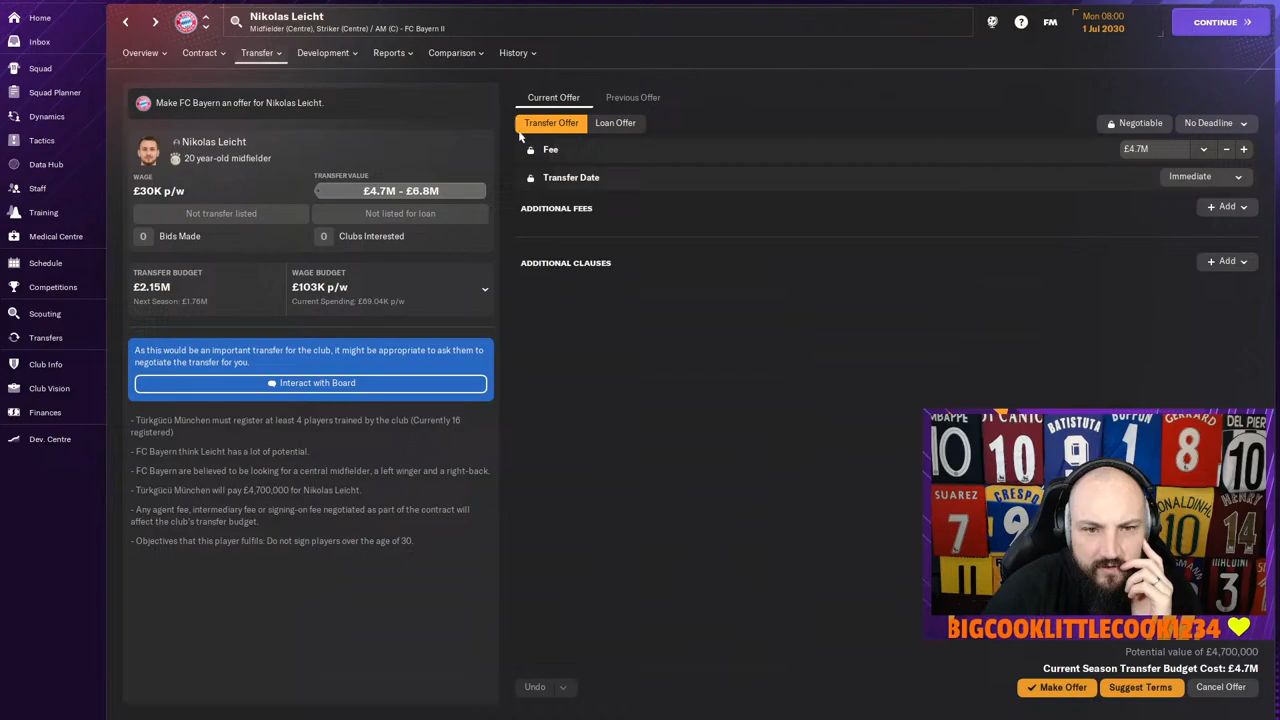 Home
Inbox
Squad
Squad Planner
Dynamics
Tactics
Data Hub
Staff
Training
Medical Centre
Schedule
Competitions
Scouting
Transfers
Club Info
Club Vision
Finances
Dev. Centre
Nikolas Leicht
Midfielder (Centre), Striker (Centre) / AM (C) - FC Bayern II
FM
Mon 08:00
1 Jul 2030
CONTINUE
Overview
Contract
Transfer
Development
Reports
Comparison
History
Make FC Bayern an offer for Nikolas Leicht.
Nikolas Leicht
20 year-old midfielder
WAGE
£30K p/w
TRANSFER VALUE
£4.7M - £6.8M
Not transfer listed
Not listed for loan
0 Bids Made
0 Clubs Interested
TRANSFER BUDGET
£2.15M
Next Season: £1.76M
WAGE BUDGET
£103K p/w
Current Spending: £69.04K p/w
As this would be an important transfer for the club, it might be appropriate to ask them to
negotiate the transfer for you.
Interact with Board
- Türkgücü München must register at least 4 players trained by the club (Currently 16
registered)
- FC Bayern think Leicht has a lot of potential.
- FC Bayern are believed to be looking for a central midfielder, a left winger and a right-back.
- Türkgücü München will pay £4,700,000 for Nikolas Leicht.
- Any agent fee, intermediary fee or signing-on fee negotiated as part of the contract will
affect the club's transfer budget.
- Objectives that this player fulfils: Do not sign players over the age of 30.
Current Offer
Previous Offer
Transfer Offer
Loan Offer
Negotiable
No Deadline
Fee
£4.7M
Transfer Date
Immediate
ADDITIONAL FEES
+ Add
ADDITIONAL CLAUSES
+ Add
MBAPPE
10
10
BATISTUTA
9
BUFFON
1
GERRARD
8
DEL PIER
10
SUAREZ
7
CRESPO
9
10
HENRY
14
11
MALDINI
3
BIGCOOKLITTLECOOK1234
Potential value of £4,700,000
Current Season Transfer Budget Cost: £4.7M
Undo
Make Offer
Suggest Terms
Cancel Offer